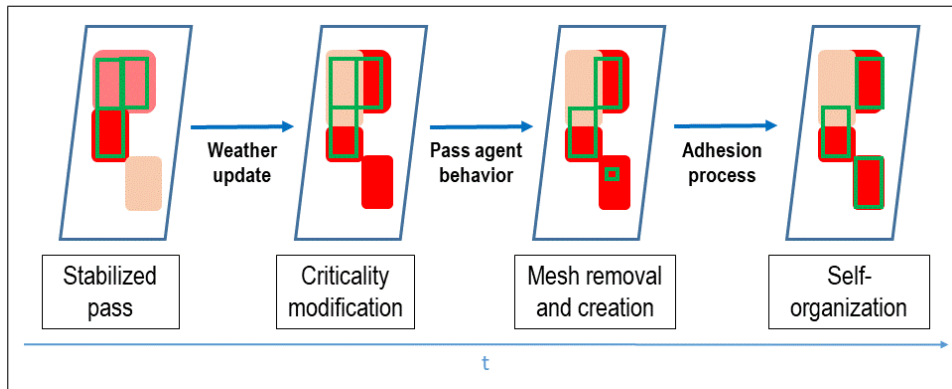 Weather
update
Pass agent
behavior
Adhesion
process
Stabilized
pass
Criticality
modification
Mesh removal
and creation
Self-
organization
t